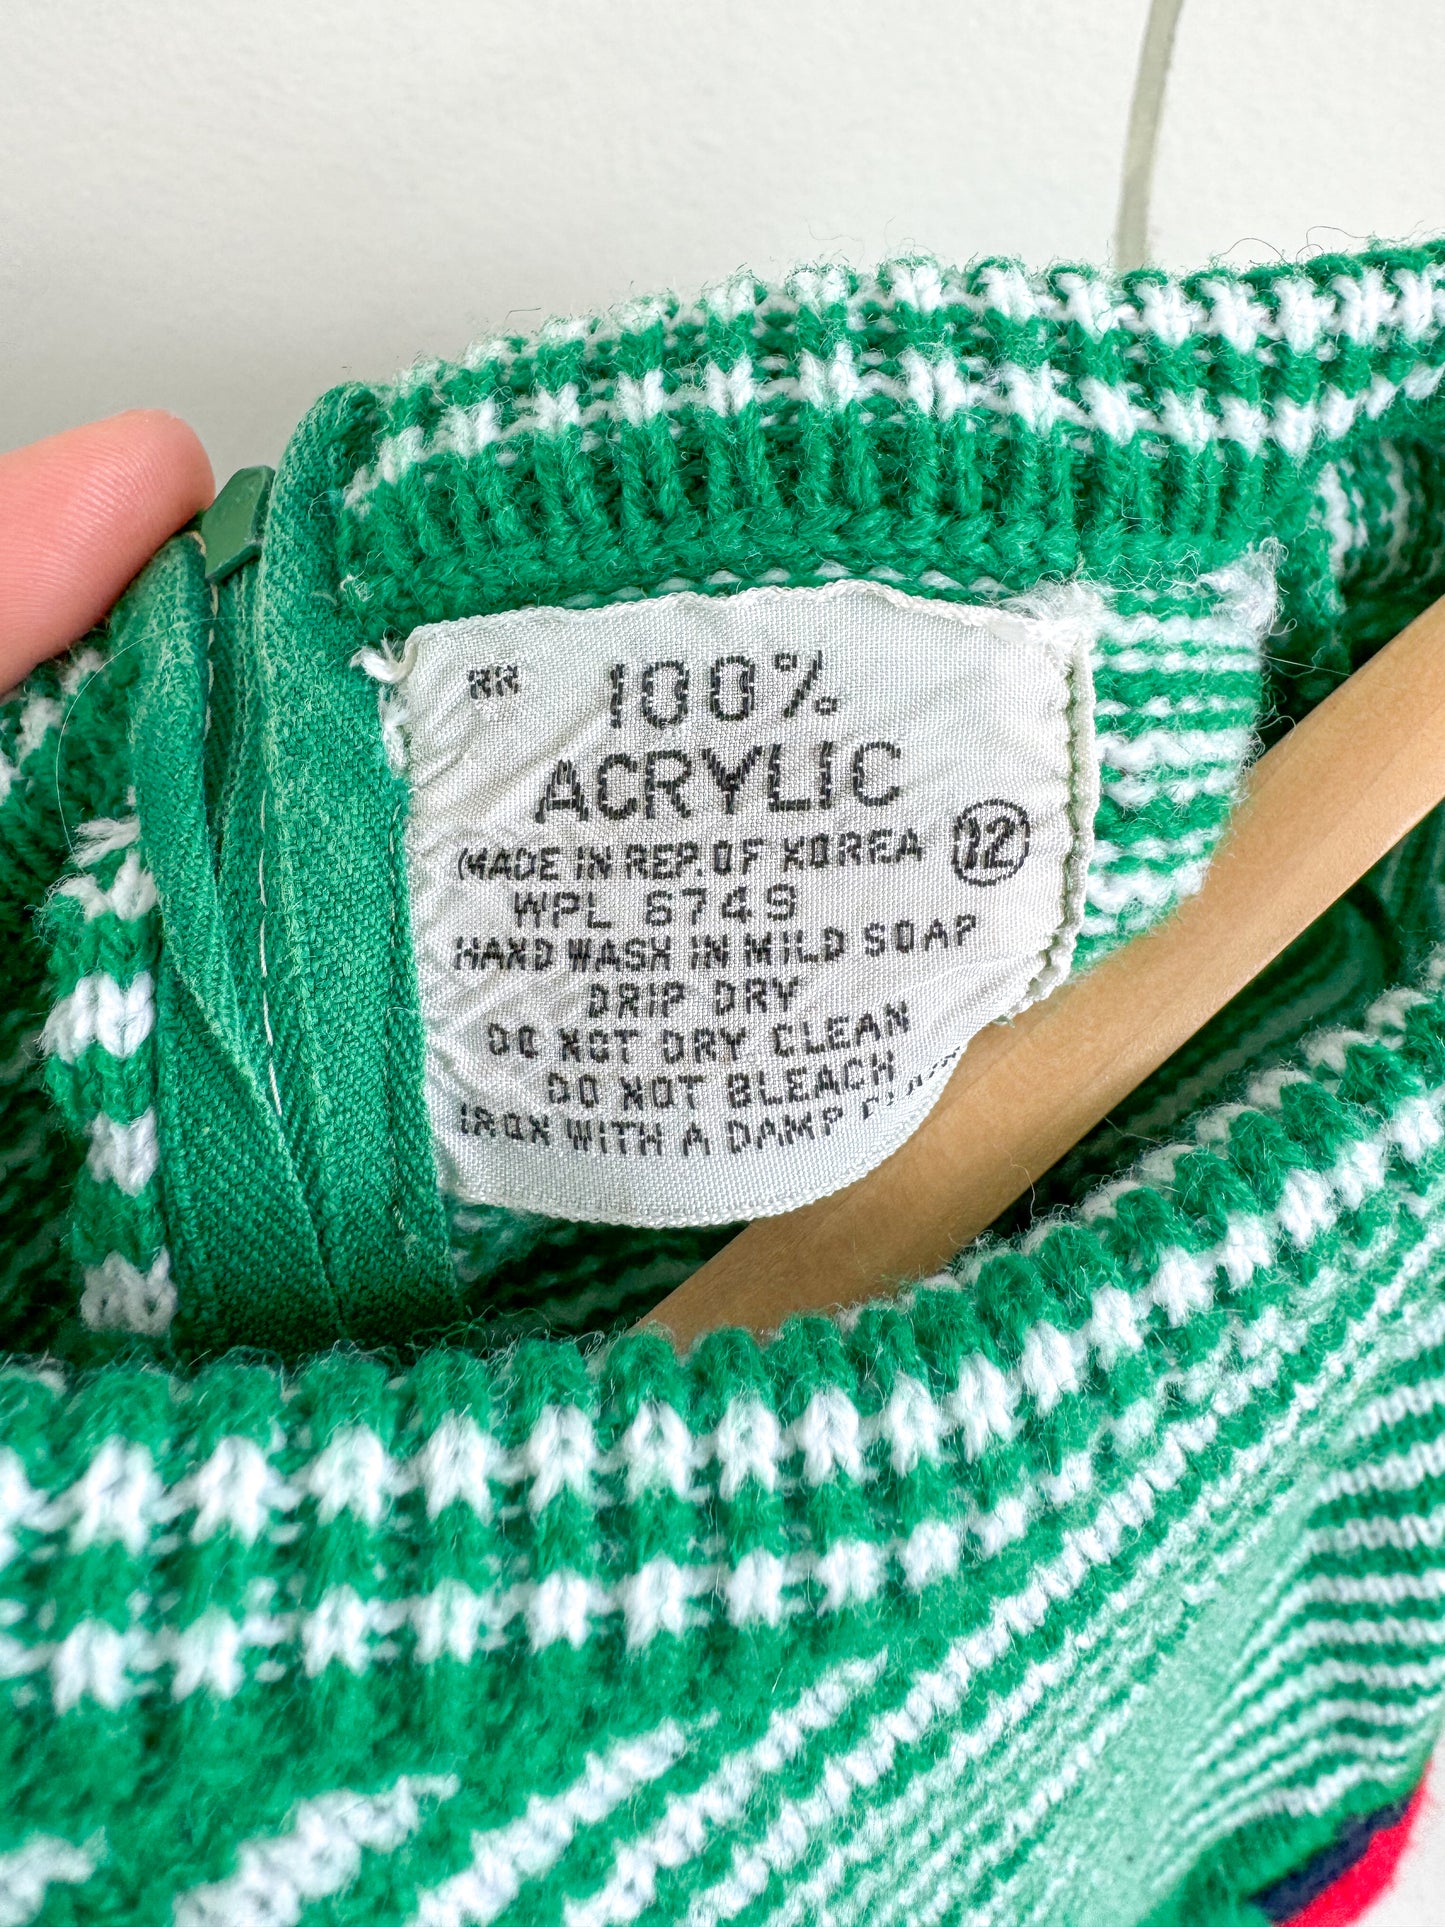 RR 100%
ACRYLIC
MADE IN REP. OF KOREA 12
WPL 6749
HAND WASH IN MILD SOAP
DRIP DRY
DO NOT DRY CLEAN
DO NOT BLEACH
IRON WITH A DAMP